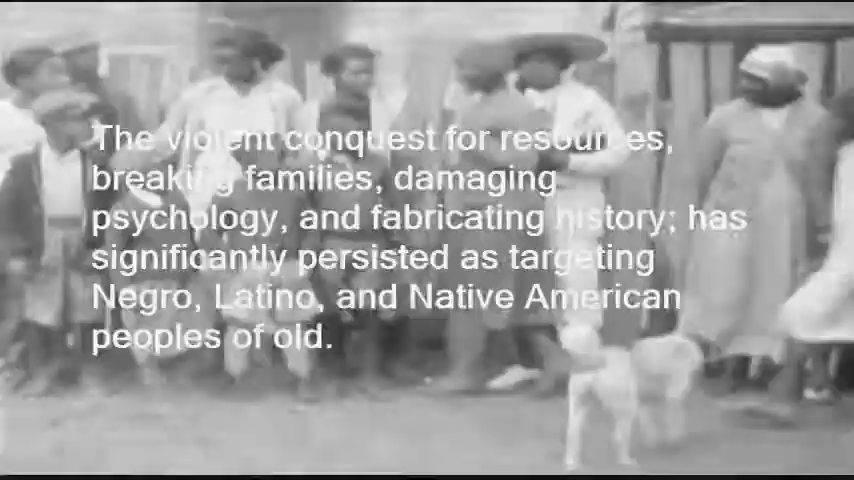 The violent conquest for resources,
breaking families, damaging
psychology, and fabricating history; has
significantly persisted as targeting
Negro, Latino, and Native American
peoples of old.